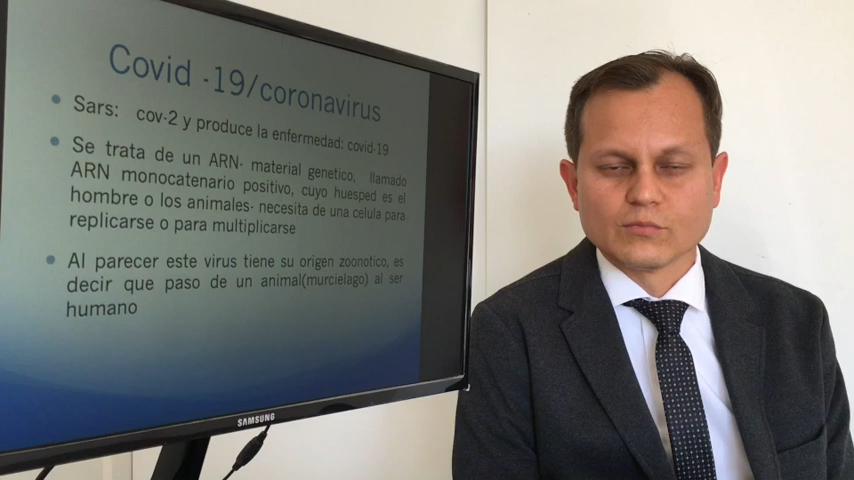 Covid -19/coronavirus
• Sars: cov-2 y produce la enfermedad: covid-19
• Se trata de un ARN- material genetico, llamado
ARN monocatenario positivo, cuyo huesped es el
hombre o los animales- necesita de una celula para
replicarse o para multiplicarse
• Al parecer este virus tiene su origen zoonotico, es
decir que paso de un animal(murcielago) al ser
humano
SAMSUNG